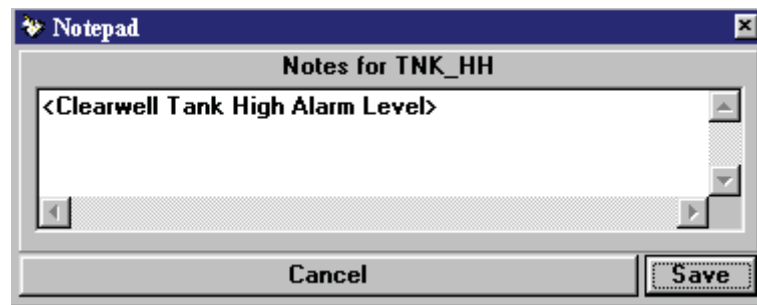 Notepad
Notes for TNK_HH
<Clearwell Tank High Alarm Level>
Cancel
Save